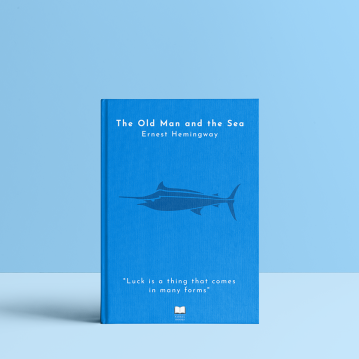 The Old Man and the Sea
Ernest Hemingway
"Luck is a thing that comes
in many forms"